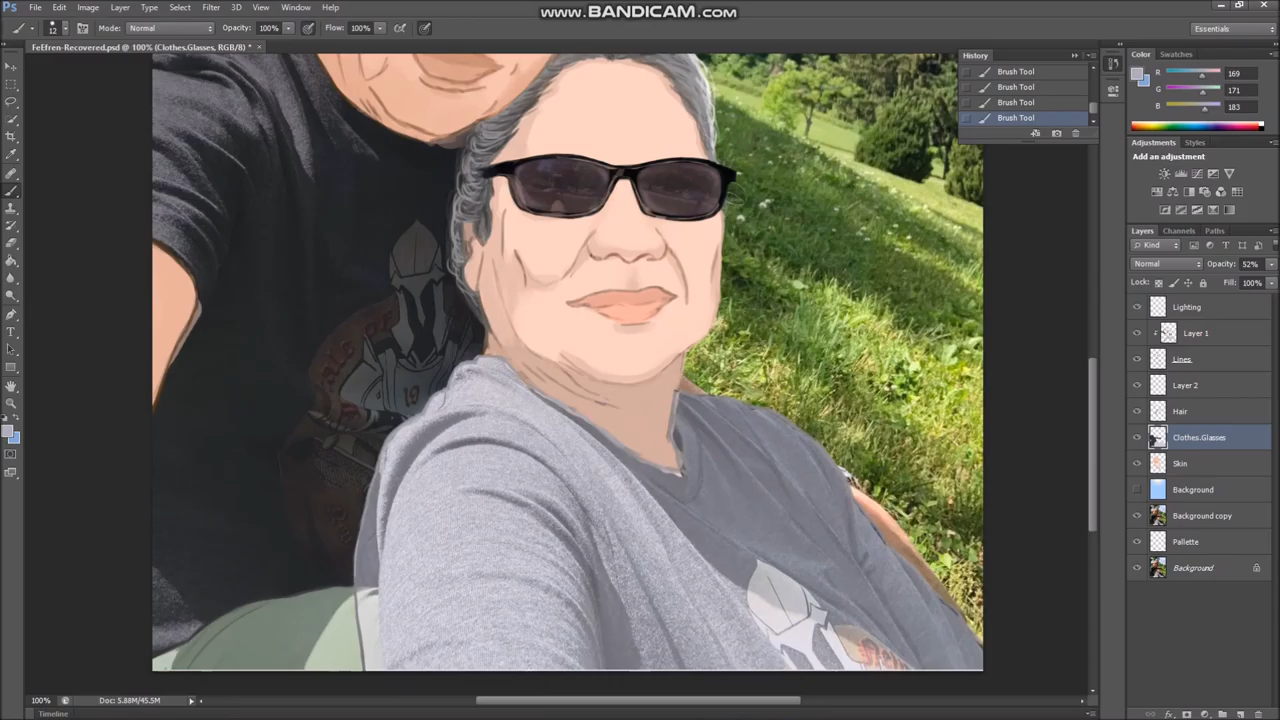 www.BANDICAM.com
Ps File Edit Image Layer Type Select Filter 3D View Window Help
12 Mode: Normal Opacity: 100% Flow: 100% Essentials
FeEfren-Recovered.psd @ 100% (Clothes.Glasses, RGB/8) *
History
Brush Tool
Brush Tool
Brush Tool
Brush Tool
Color Swatches
R 169
G 171
B 183
Adjustments Styles
Add an adjustment
Layers Channels Paths
Kind
Normal Opacity: 52%
Lock: Fill: 100%
Lighting
Layer 1
Lines
Layer 2
Hair
Clothes.Glasses
Skin
Background
Background copy
Pallette
Background
19
100% Doc: 5.88M/45.5M
Timeline